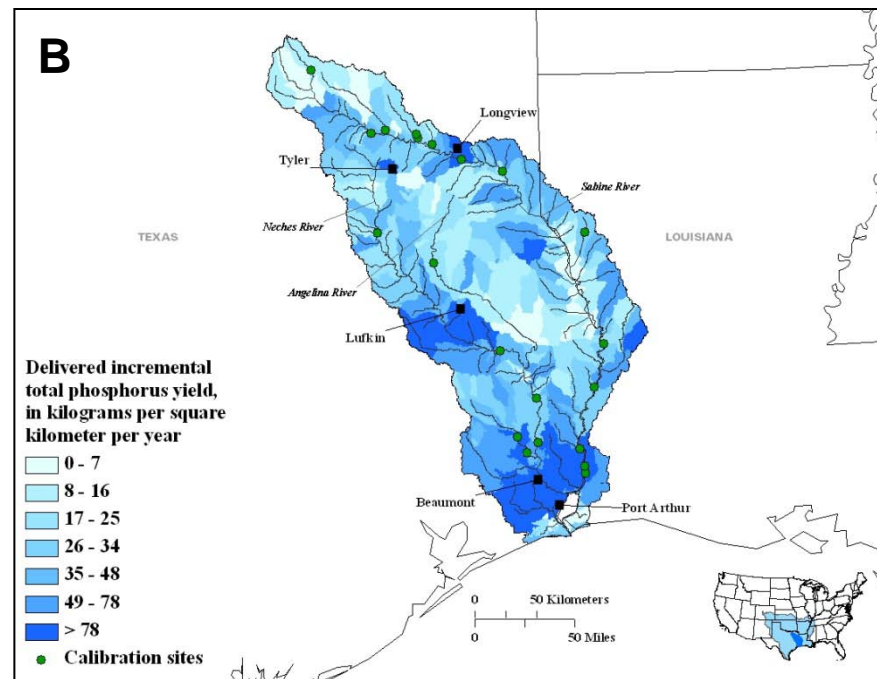 B
Longview
Tyler
Sabine River
Neches River
TEXAS
LOUISIANA
Angelina River
Lufkin
Delivered incremental
total phosphorus yield,
in kilograms per square
kilometer per year
0 - 7
8 - 16
17 - 25
26 - 34
35 - 48
49 - 78
> 78
Calibration sites
Beaumont
Port Arthur
0 50 Kilometers
0 50 Miles